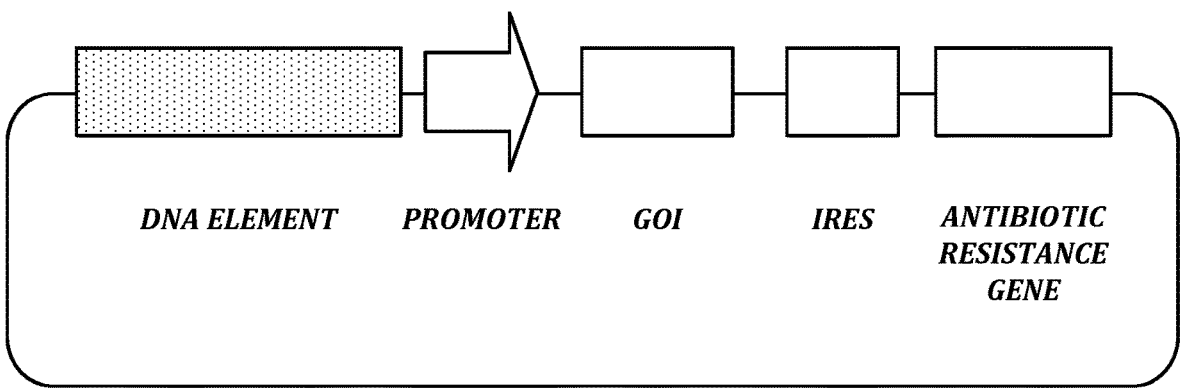 DNA ELEMENT PROMOTER GOI IRES ANTIBIOTIC
RESISTANCE
GENE